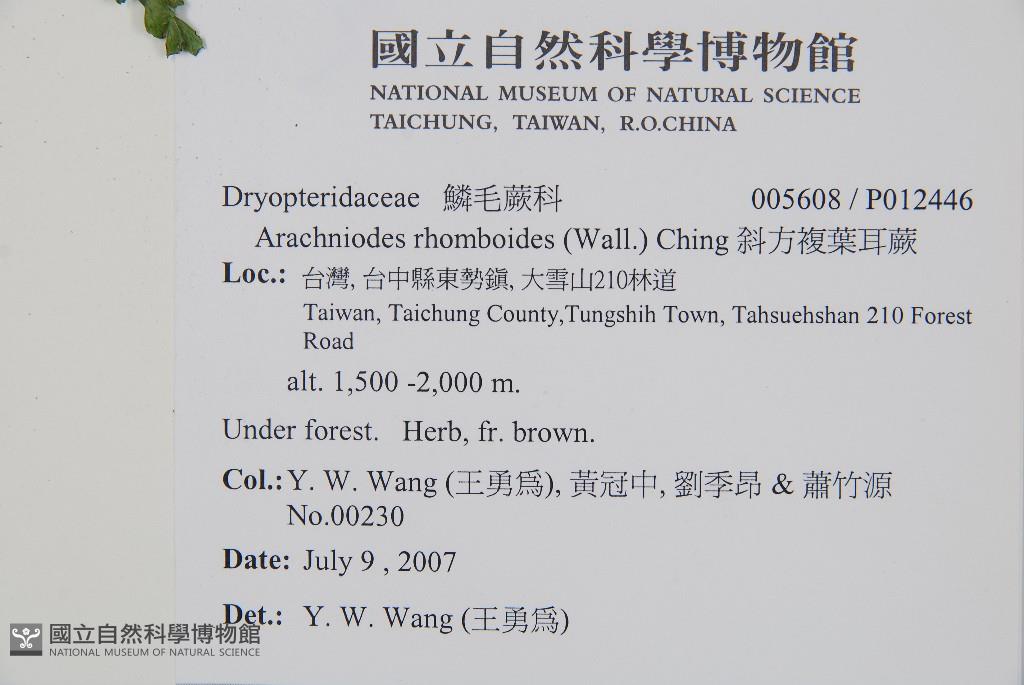 國立自然科學博物館
NATIONAL MUSEUM OF NATURAL SCIENCE
TAICHUNG, TAIWAN, R.O.CHINA
Dryopteridaceae 鱗毛蕨科 005608 / P012446
Arachniodes rhomboides (Wall.) Ching 斜方複葉耳蕨
Loc.: 台灣, 台中縣東勢鎮, 大雪山210林道
Taiwan, Taichung County,Tungshih Town, Tahsuehshan 210 Forest
Road
alt. 1,500 -2,000 m.
Under forest. Herb, fr. brown.
Col.: Y. W. Wang (王勇為), 黃冠中, 劉季昂 & 蕭竹源
No.00230
Date: July 9 , 2007
Det.: Y. W. Wang (王勇為)
國立自然科學博物館
NATIONAL MUSEUM OF NATURAL SCIENCE